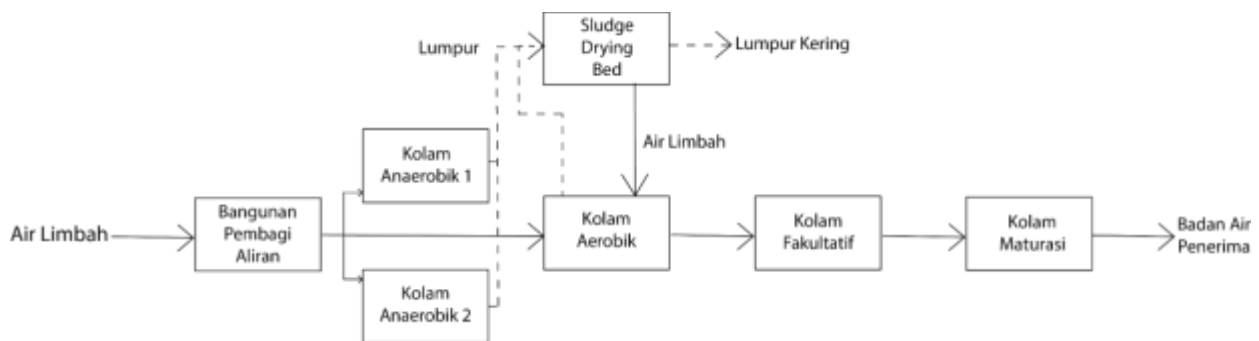 Sludge
Drying
Bed
Lumpur
Lumpur Kering
Air Limbah
Kolam
Anaerobik 1
Air Limbah
Bangunan
Pembagi
Aliran
Kolam
Aerobik
Kolam
Fakultatif
Kolam
Maturasi
Badan Air
Penerima
Kolam
Anaerobik 2